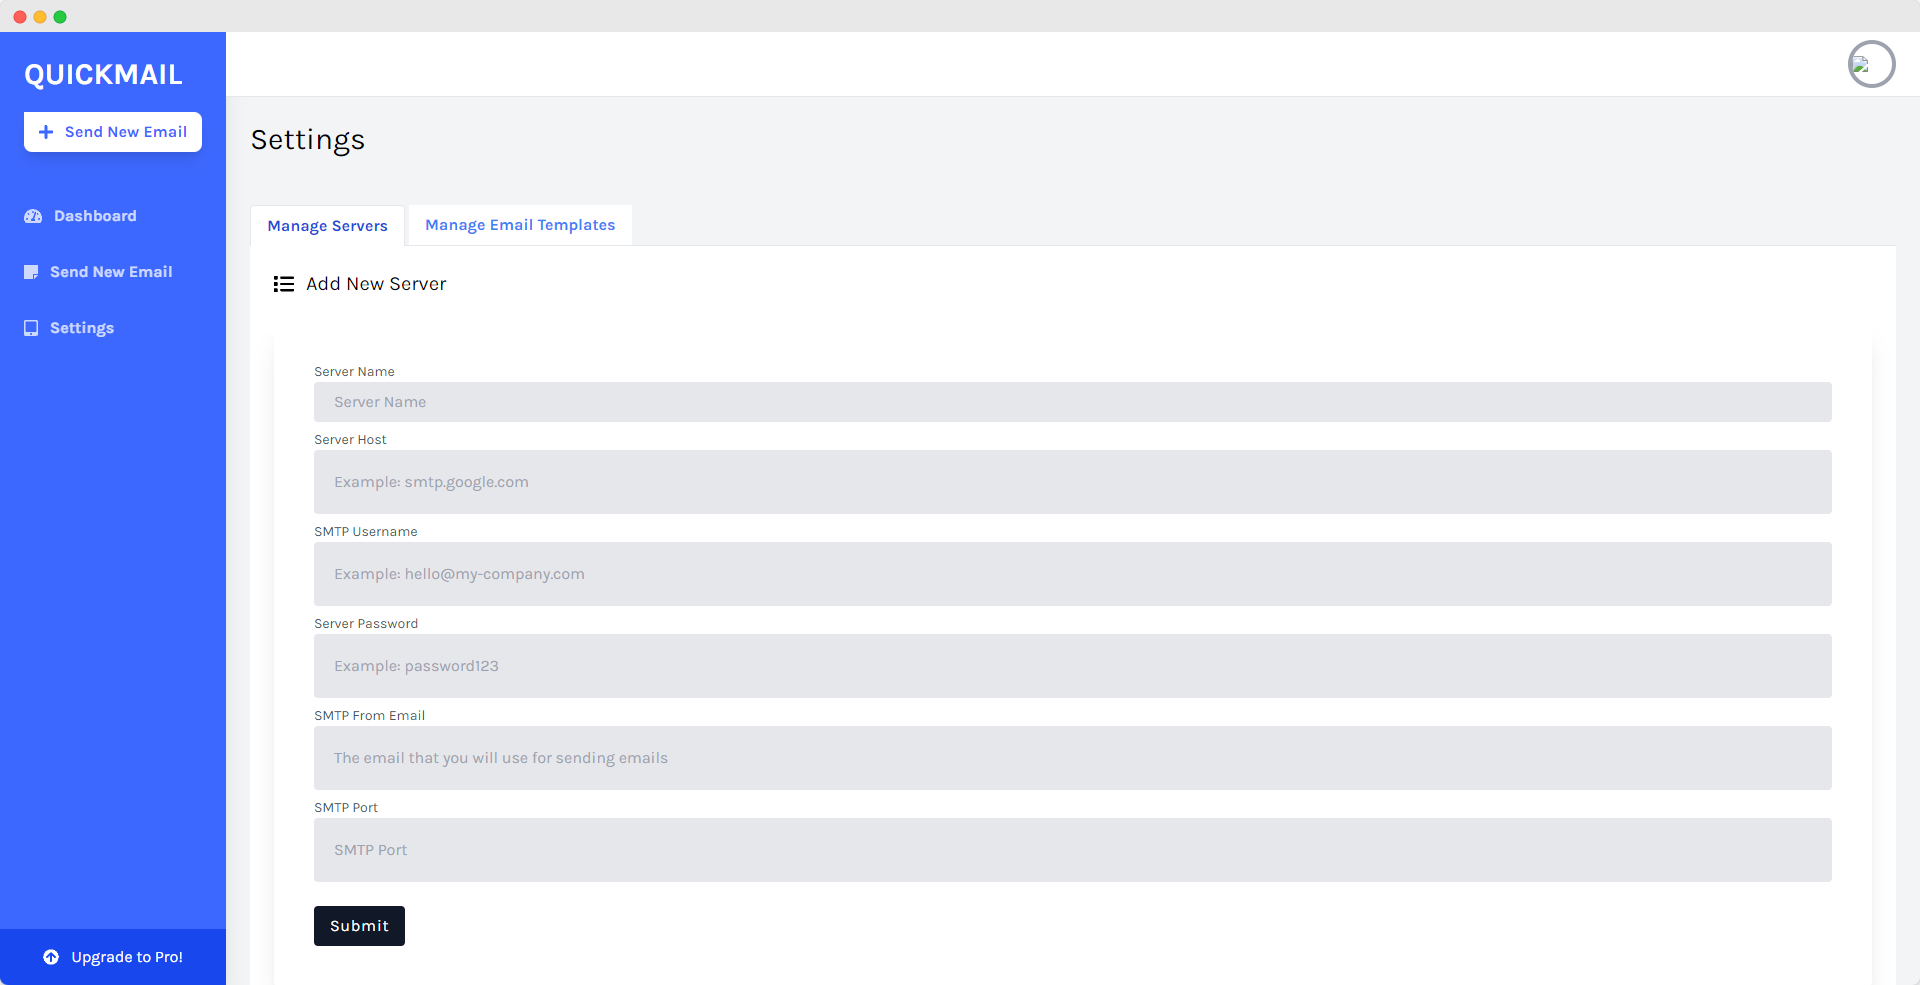 QUICKMAIL
Send New Email
Dashboard
Send New Email
Settings
Upgrade to Pro!
Settings
Manage Servers
Manage Email Templates
Add New Server
Server Name
Server Name
Server Host
Example: smtp.google.com
SMTP Username
Example: hello@my-company.com
Server Password
Example: password123
SMTP From Email
The email that you will use for sending emails
SMTP Port
SMTP Port
Submit